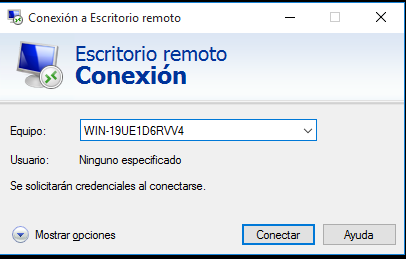 Conexión a Escritorio remoto
Escritorio remoto
Conexión
Equipo: WIN-19UE1D6RVV4
Usuario: Ninguno especificado
Se solicitarán credenciales al conectarse.
Mostrar opciones Conectar Ayuda